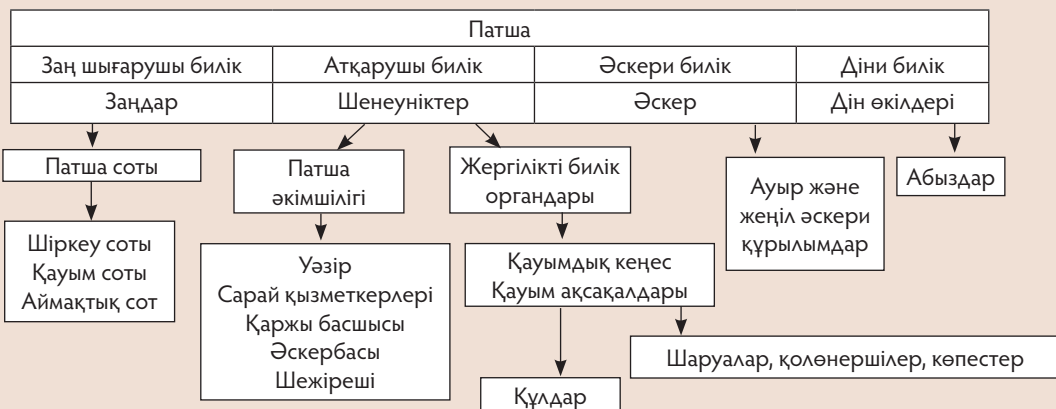 Патша
Заң шығарушы билік
Атқарушы билік
Әскери билік
Діни билік
Заңдар
Шенеуніктер
Әскер
Дін өкілдері
Патша соты
Патша
әкімшілігі
Жергілікті билік
органдары
Ауыр және
жеңіл әскери
құрылымдар
Абыздар
Шіркеу соты
Қауым соты
Аймақтық сот
Уәзір
Сарай қызметкерлері
Қаржы басшысы
Әскербасы
Шежіреші
Қауымдық кеңес
Қауым ақсақалдары
Шаруалар, қолөнершілер, көпестер
Құлдар